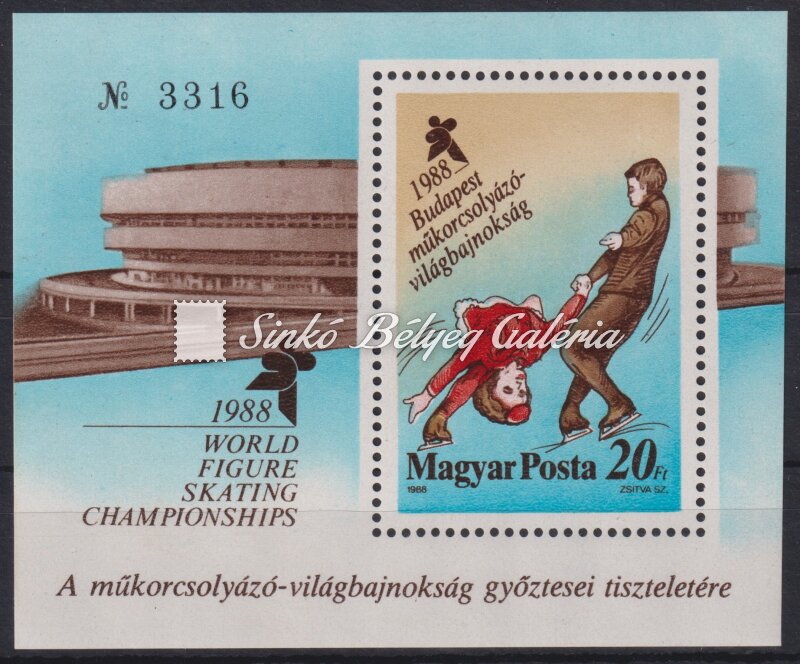 № 3316
1988
Budapest
műkorcsolyázó-
világbajnokság
Sinkó Bélyeg Galéria
1988
WORLD
FIGURE
SKATING
CHAMPIONSHIPS
Magyar Posta 20Ft
1988 ZSITVA SZ.
A műkorcsolyázó-világbajnokság győztesei tiszteletére